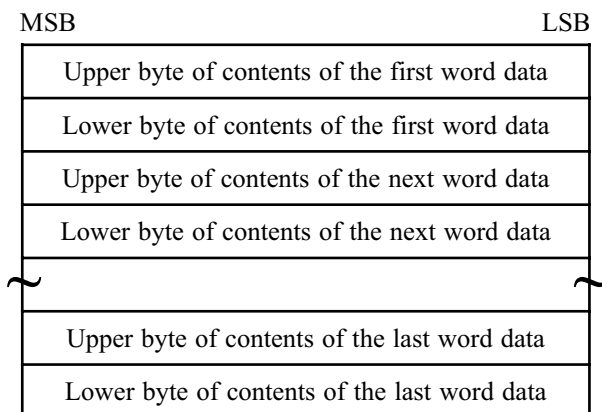 MSB LSB
Upper byte of contents of the first word data
Lower byte of contents of the first word data
Upper byte of contents of the next word data
Lower byte of contents of the next word data
Upper byte of contents of the last word data
Lower byte of contents of the last word data